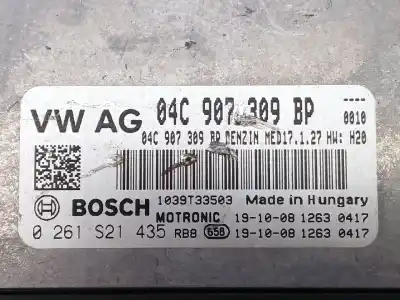 VW AG 04C 907 309 BP 0010
04C 907 309 BP BENZIN MED17.1.27 HW: H20
BOSCH 1039T33503 Made in Hungary
MOTRONIC 19-10-08 1263 0417
0 261 S21 435 RB8 658 19-10-08 1263 0417